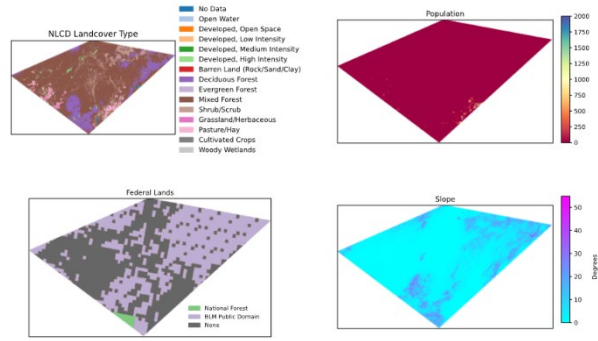 NLCD Landcover Type
No Data
Open Water
Developed, Open Space
Developed, Low Intensity
Developed, Medium Intensity
Developed, High Intensity
Barren Land (Rock/Sand/Clay)
Deciduous Forest
Evergreen Forest
Mixed Forest
Shrub/Scrub
Grassland/Herbaceous
Pasture/Hay
Cultivated Crops
Woody Wetlands
Population
2000
1750
1500
1250
1000
750
500
250
0
Federal Lands
National Forest
BLM Public Domain
None
Slope
50
40
30
20
10
0
Degrees